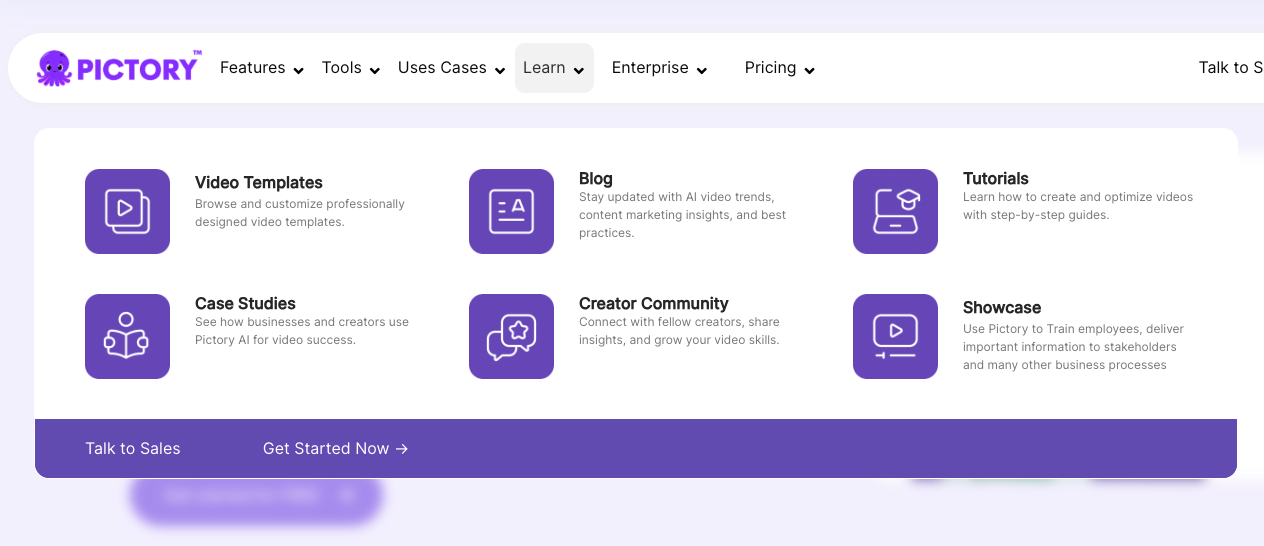 PICTORY™
Features
Tools
Uses Cases
Learn
Enterprise
Pricing
Talk to S
Video Templates
Browse and customize professionally
designed video templates.
Blog
Stay updated with AI video trends,
content marketing insights, and best
practices.
Tutorials
Learn how to create and optimize videos
with step-by-step guides.
Case Studies
See how businesses and creators use
Pictory AI for video success.
Creator Community
Connect with fellow creators, share
insights, and grow your video skills.
Showcase
Use Pictory to Train employees, deliver
important information to stakeholders
and many other business processes
Talk to Sales
Get Started Now →